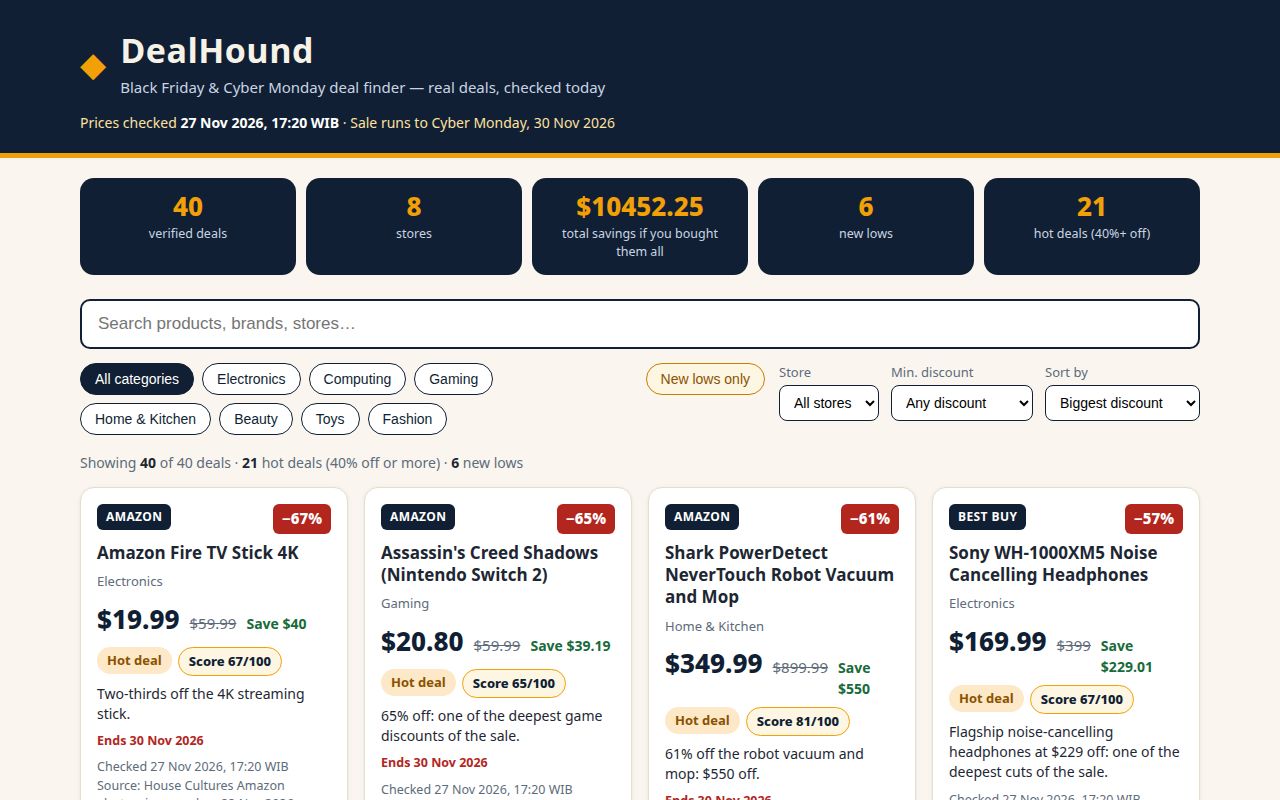 DealHound
Black Friday & Cyber Monday deal finder — real deals, checked today
Prices checked 27 Nov 2026, 17:20 WIB · Sale runs to Cyber Monday, 30 Nov 2026
40
verified deals
8
stores
$10452.25
total savings if you bought
them all
6
new lows
21
hot deals (40%+ off)
Search products, brands, stores…
All categories
Electronics
Computing
Gaming
Home & Kitchen
Beauty
Toys
Fashion
New lows only
Store
All stores
Min. discount
Any discount
Sort by
Biggest discount
Showing 40 of 40 deals · 21 hot deals (40% off or more) · 6 new lows
AMAZON
−67%
Amazon Fire TV Stick 4K
Electronics
$19.99 $59.99 Save $40
Hot deal
Score 67/100
Two-thirds off the 4K streaming
stick.
Ends 30 Nov 2026
Checked 27 Nov 2026, 17:20 WIB
Source: House Cultures Amazon
AMAZON
−65%
Assassin's Creed Shadows
(Nintendo Switch 2)
Gaming
$20.80 $59.99 Save $39.19
Hot deal
Score 65/100
65% off: one of the deepest game
discounts of the sale.
Ends 30 Nov 2026
Checked 27 Nov 2026, 17:20 WIB
AMAZON
−61%
Shark PowerDetect
NeverTouch Robot Vacuum
and Mop
Home & Kitchen
$349.99 $899.99 Save
$550
Hot deal
Score 81/100
61% off the robot vacuum and
mop: $550 off.
Ends 30 Nov 2026
BEST BUY
−57%
Sony WH-1000XM5 Noise
Cancelling Headphones
Electronics
$169.99 $399 Save
$229.01
Hot deal
Score 67/100
Flagship noise-cancelling
headphones at $229 off: one of the
deepest cuts of the sale.
Checked 27 Nov 2026, 17:20 WIB